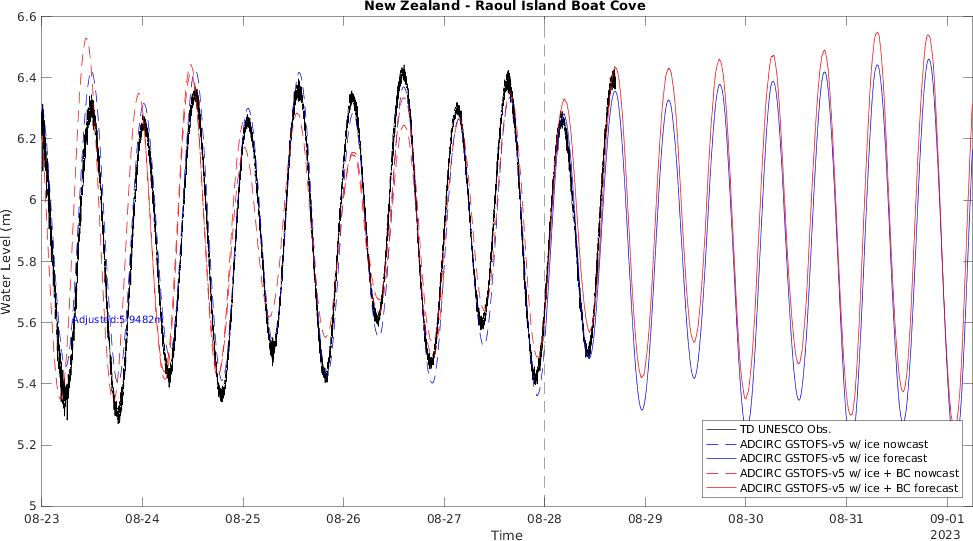 New Zealand - Raoul Island Boat Cove
6.6
6.4
6.2
6
5.8
5.6
5.4
5.2
5
Water Level (m)
Adjusted:5.9482m
TD UNESCO Obs.
ADCIRC GSTOFS-v5 w/ ice nowcast
ADCIRC GSTOFS-v5 w/ ice forecast
ADCIRC GSTOFS-v5 w/ ice + BC nowcast
ADCIRC GSTOFS-v5 w/ ice + BC forecast
08-23 08-24 08-25 08-26 08-27 08-28 08-29 08-30 08-31 09-01
2023
Time